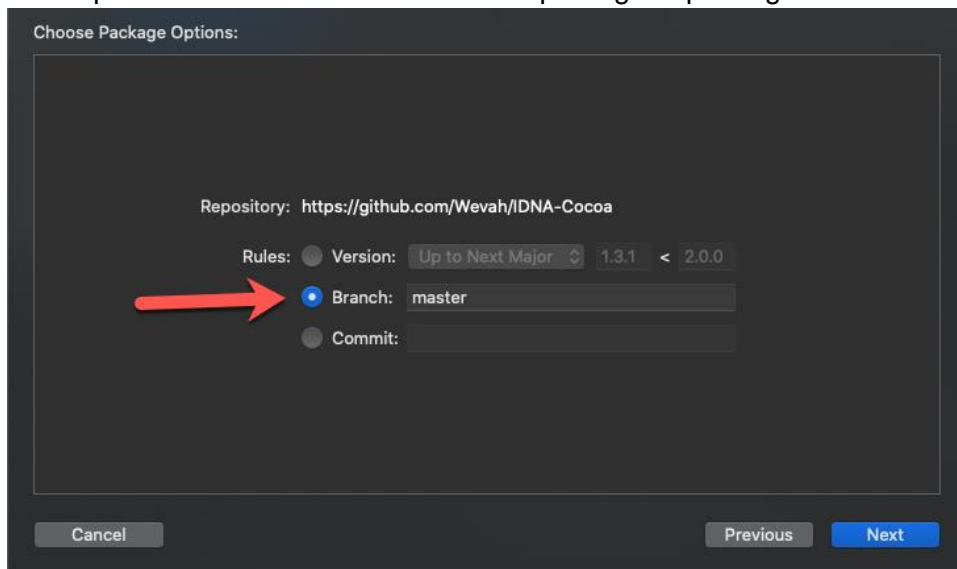 Choose Package Options:
Repository: https://github.com/Wevah/IDNA-Cocoa
Rules: Version: Up to Next Major 1.3.1 < 2.0.0
Branch: master
Commit:
Cancel Previous Next